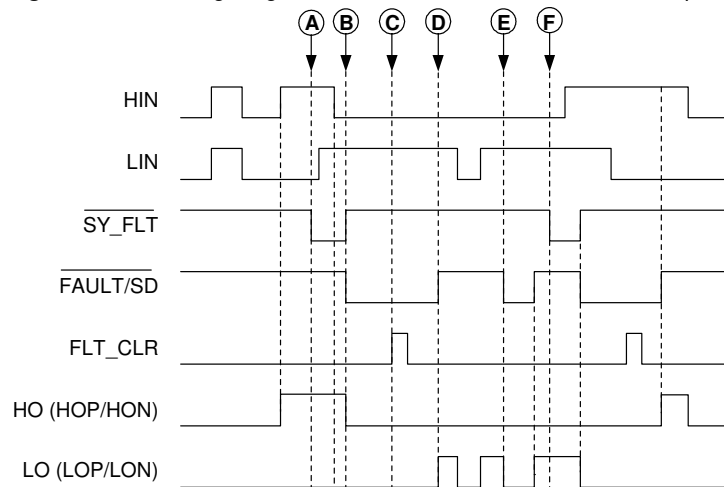 A B C D E F
HIN
LIN
SY_FLT
FAULT/SD
FLT_CLR
HO (HOP/HON)
LO (LOP/LON)